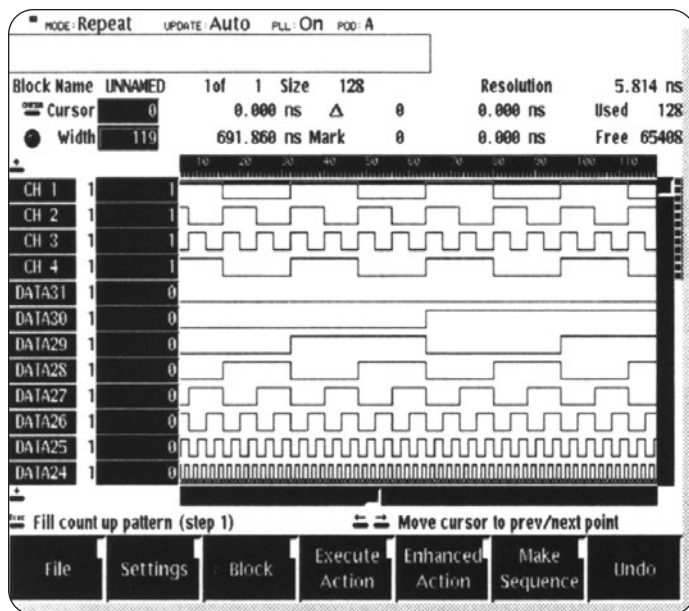 MODE: Repeat UPDATE: Auto PLL: On POD: A
Block Name UNNAMED 1of 1 Size 128 Resolution 5.814 ns
CURSOR Cursor 0 0.000 ns Δ 0 0.000 ns Used 128
Width 119 691.860 ns Mark 0 0.000 ns Free 65408
10 20 30 40 50 60 70 80 90 100 110
CH 1 1 1
CH 2 1 1
CH 3 1 1
CH 4 1 1
DATA31 1 0
DATA30 1 0
DATA29 1 0
DATA28 1 0
DATA27 1 0
DATA26 1 0
DATA25 1 0
DATA24 1 0
Exec Fill count up pattern (step 1) Move cursor to prev/next point
File Settings Block Execute Action Enhanced Action Make Sequence Undo